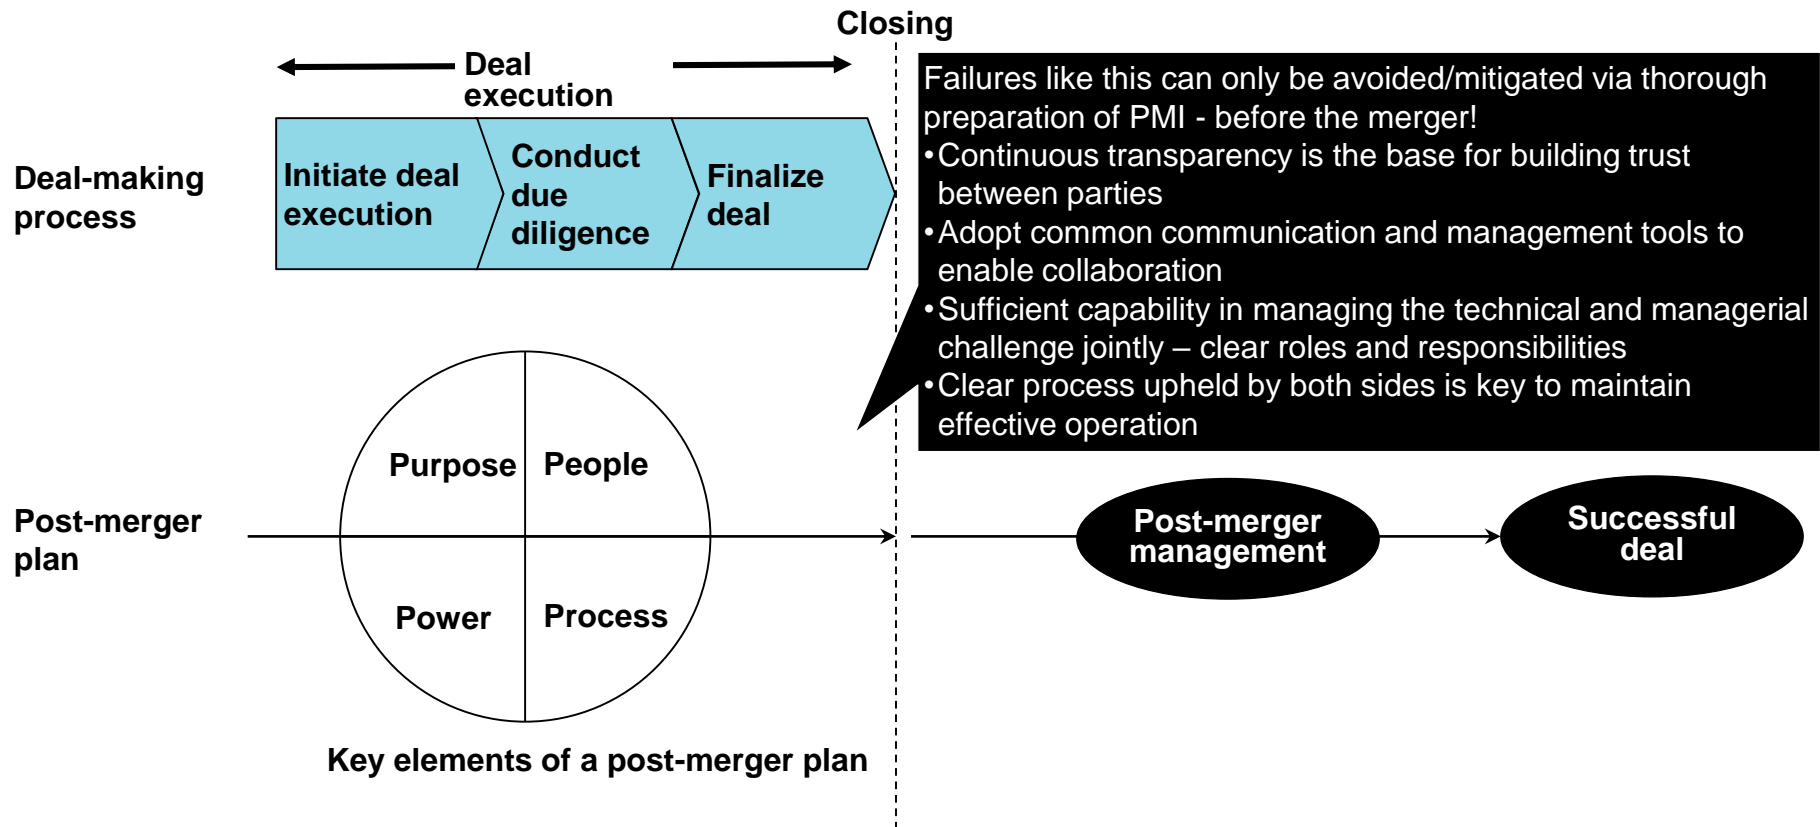 Closing
Deal
execution
Deal-making
process
Initiate deal
execution
Conduct
due
diligence
Finalize
deal
Failures like this can only be avoided/mitigated via thorough
preparation of PMI - before the merger!
•Continuous transparency is the base for building trust
between parties
•Adopt common communication and management tools to
enable collaboration
•Sufficient capability in managing the technical and managerial
challenge jointly – clear roles and responsibilities
•Clear process upheld by both sides is key to maintain
effective operation
Post-merger
plan
Purpose
People
Power
Process
Post-merger
management
Successful
deal
Key elements of a post-merger plan